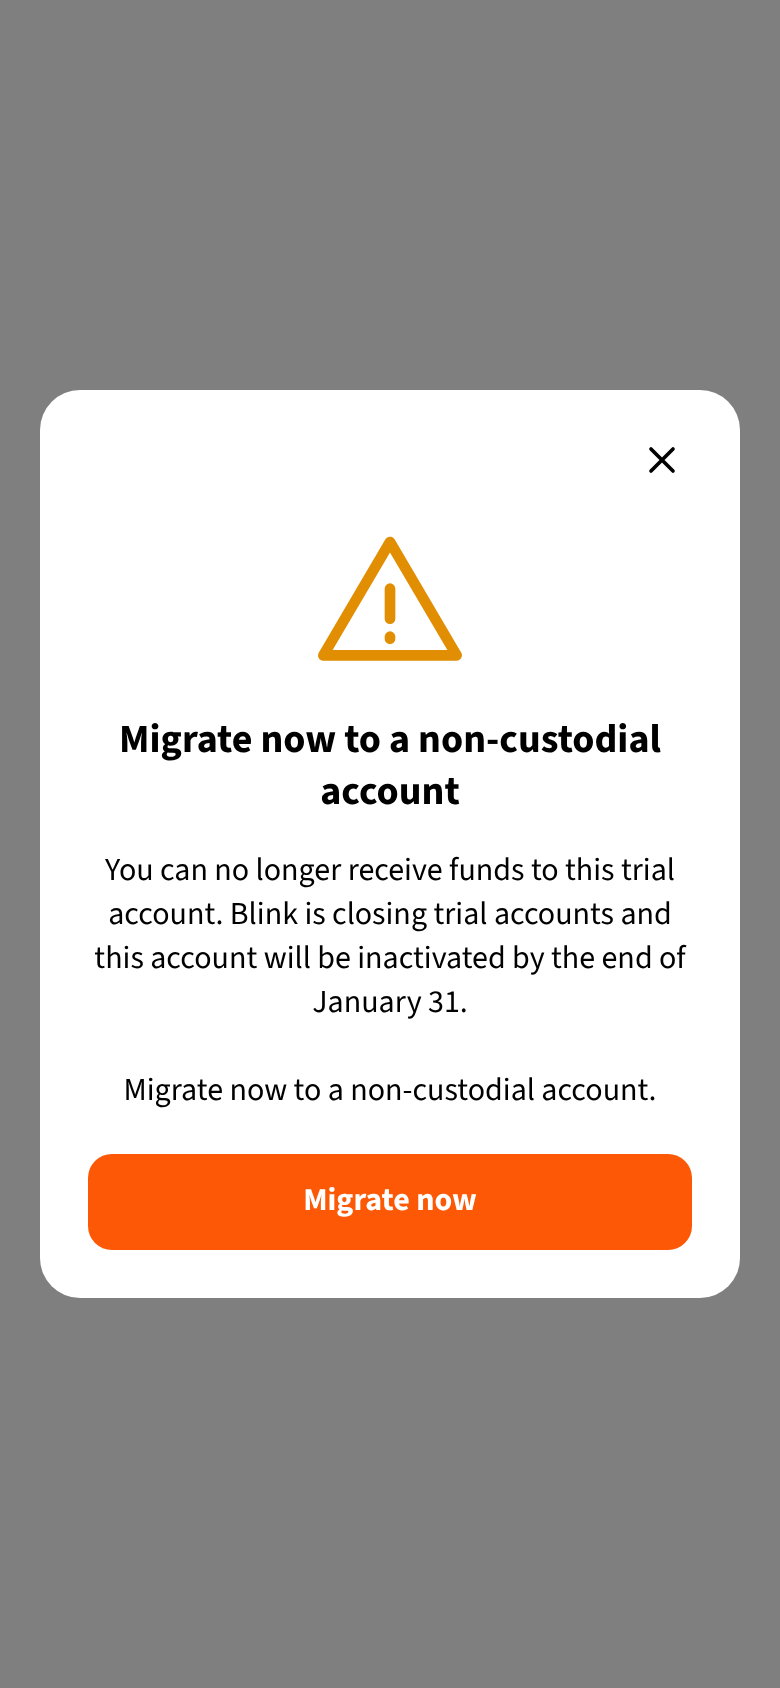 Migrate now to a non-custodial
account
You can no longer receive funds to this trial
account. Blink is closing trial accounts and
this account will be inactivated by the end of
January 31.
Migrate now to a non-custodial account.
Migrate now